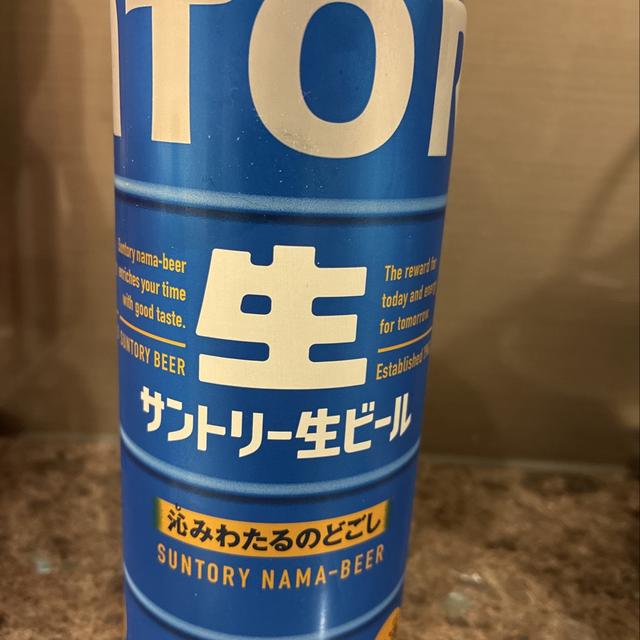 TO
Suntory nama-beer
enriches your time
with good taste.
SUNTORY BEER
生
The reward for
today and energy
for tomorrow.
Established
サントリー生ビール
沁みわたるのどごし
SUNTORY NAMA-BEER